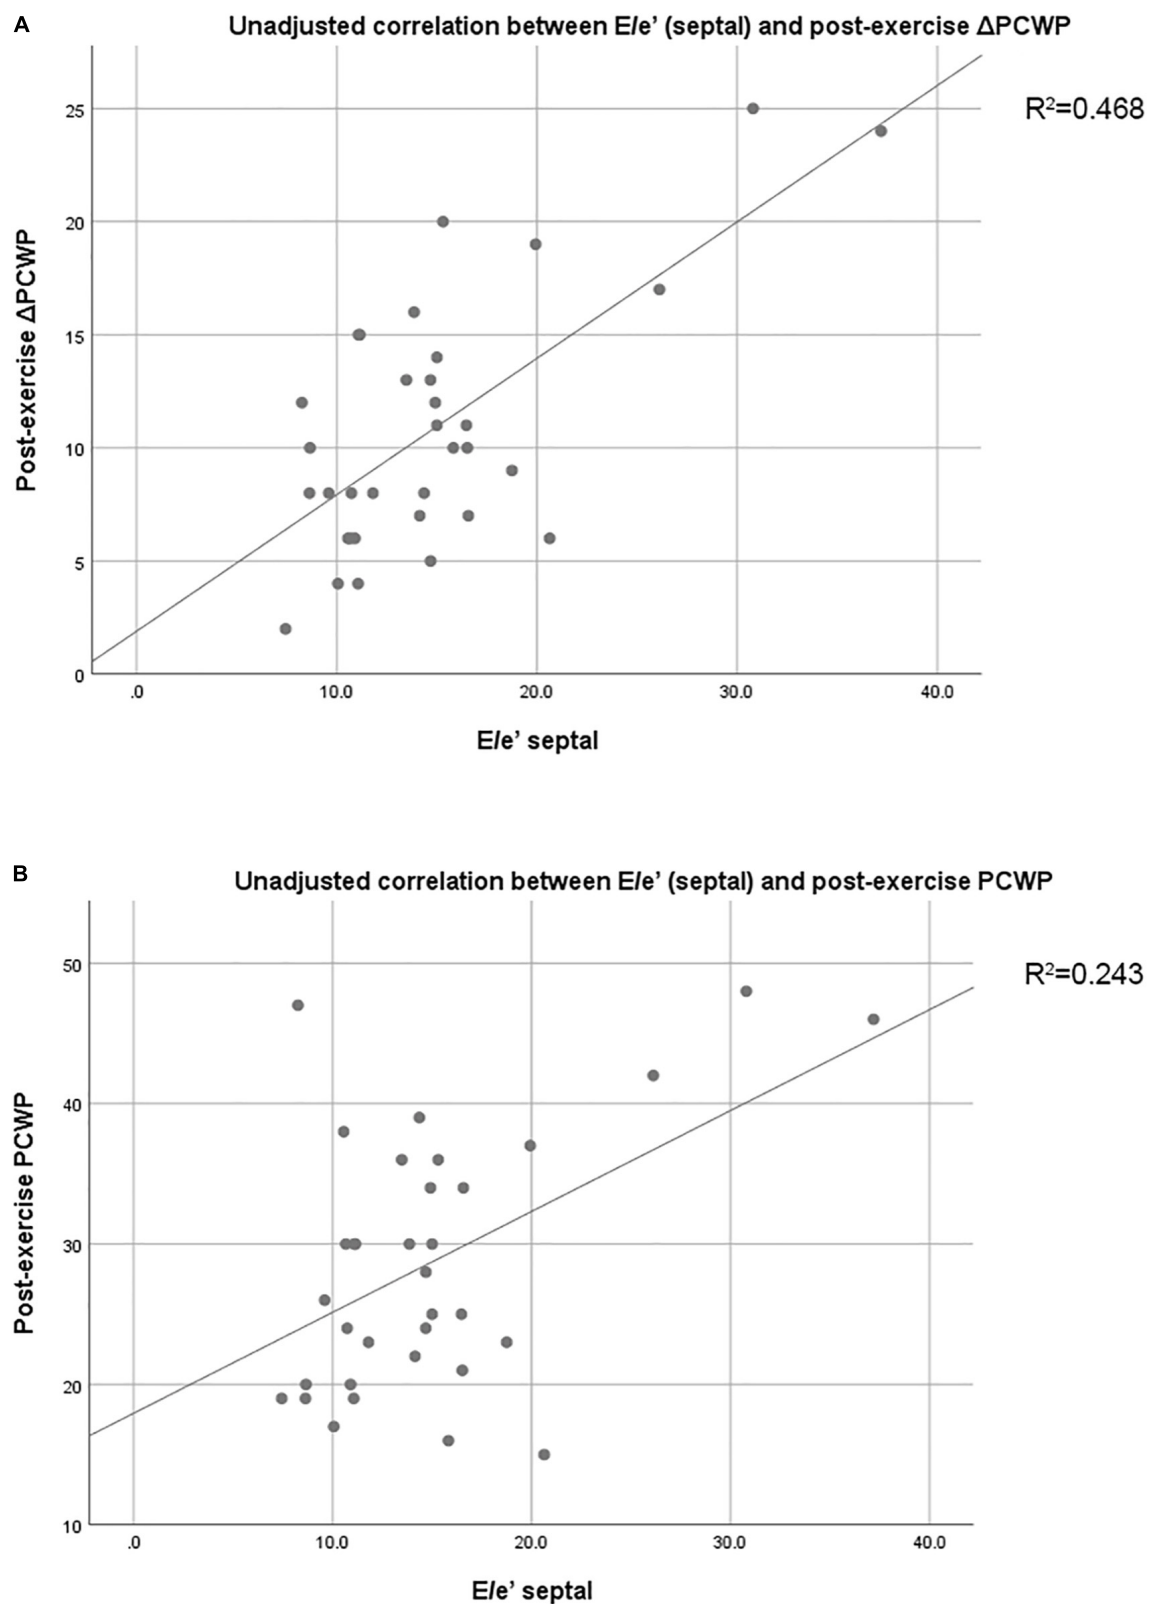 A
Unadjusted correlation between E/e’ (septal) and post-exercise ΔPCWP
R²=0.468
25
20
15
10
5
0
Post-exercise ΔPCWP
.0 10.0 20.0 30.0 40.0
E/e’ septal
B
Unadjusted correlation between E/e’ (septal) and post-exercise PCWP
R²=0.243
50
40
30
20
10
Post-exercise PCWP
.0 10.0 20.0 30.0 40.0
E/e’ septal